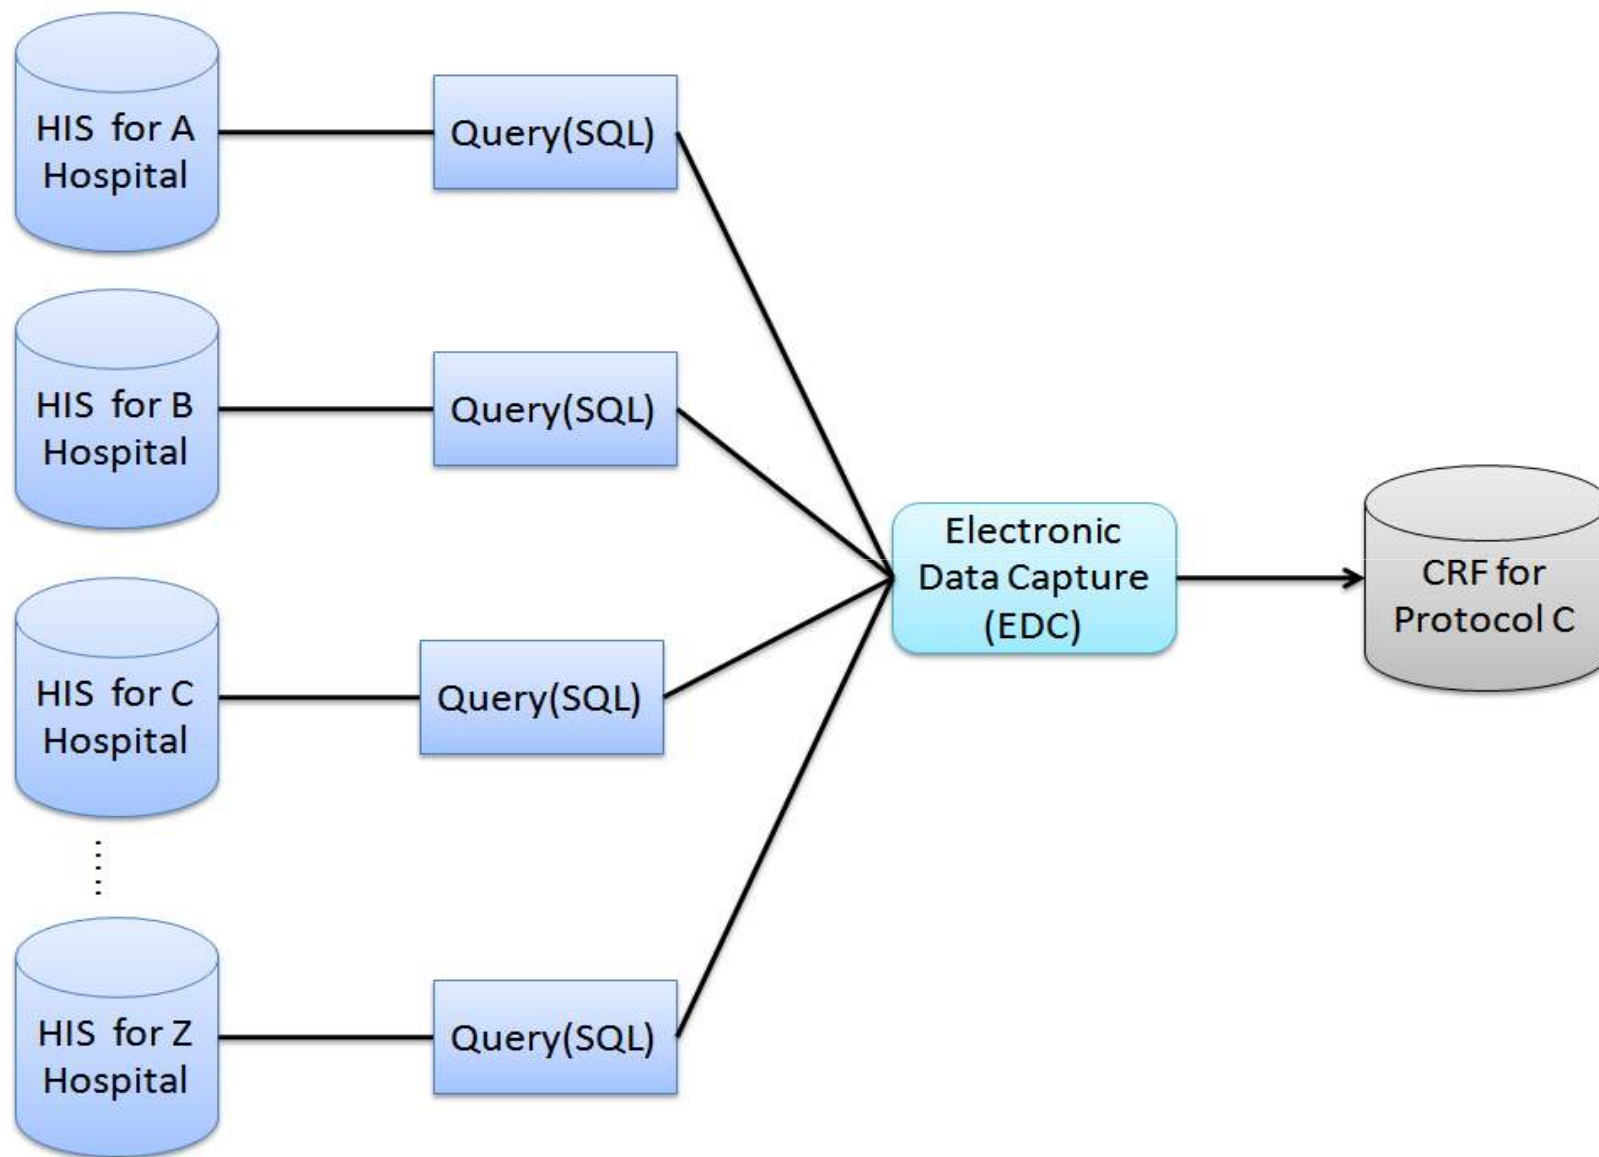 HIS for A
Hospital
Query(SQL)
HIS for B
Hospital
Query(SQL)
HIS for C
Hospital
Query(SQL)
HIS for Z
Hospital
Query(SQL)
Electronic
Data Capture
(EDC)
CRF for
Protocol C